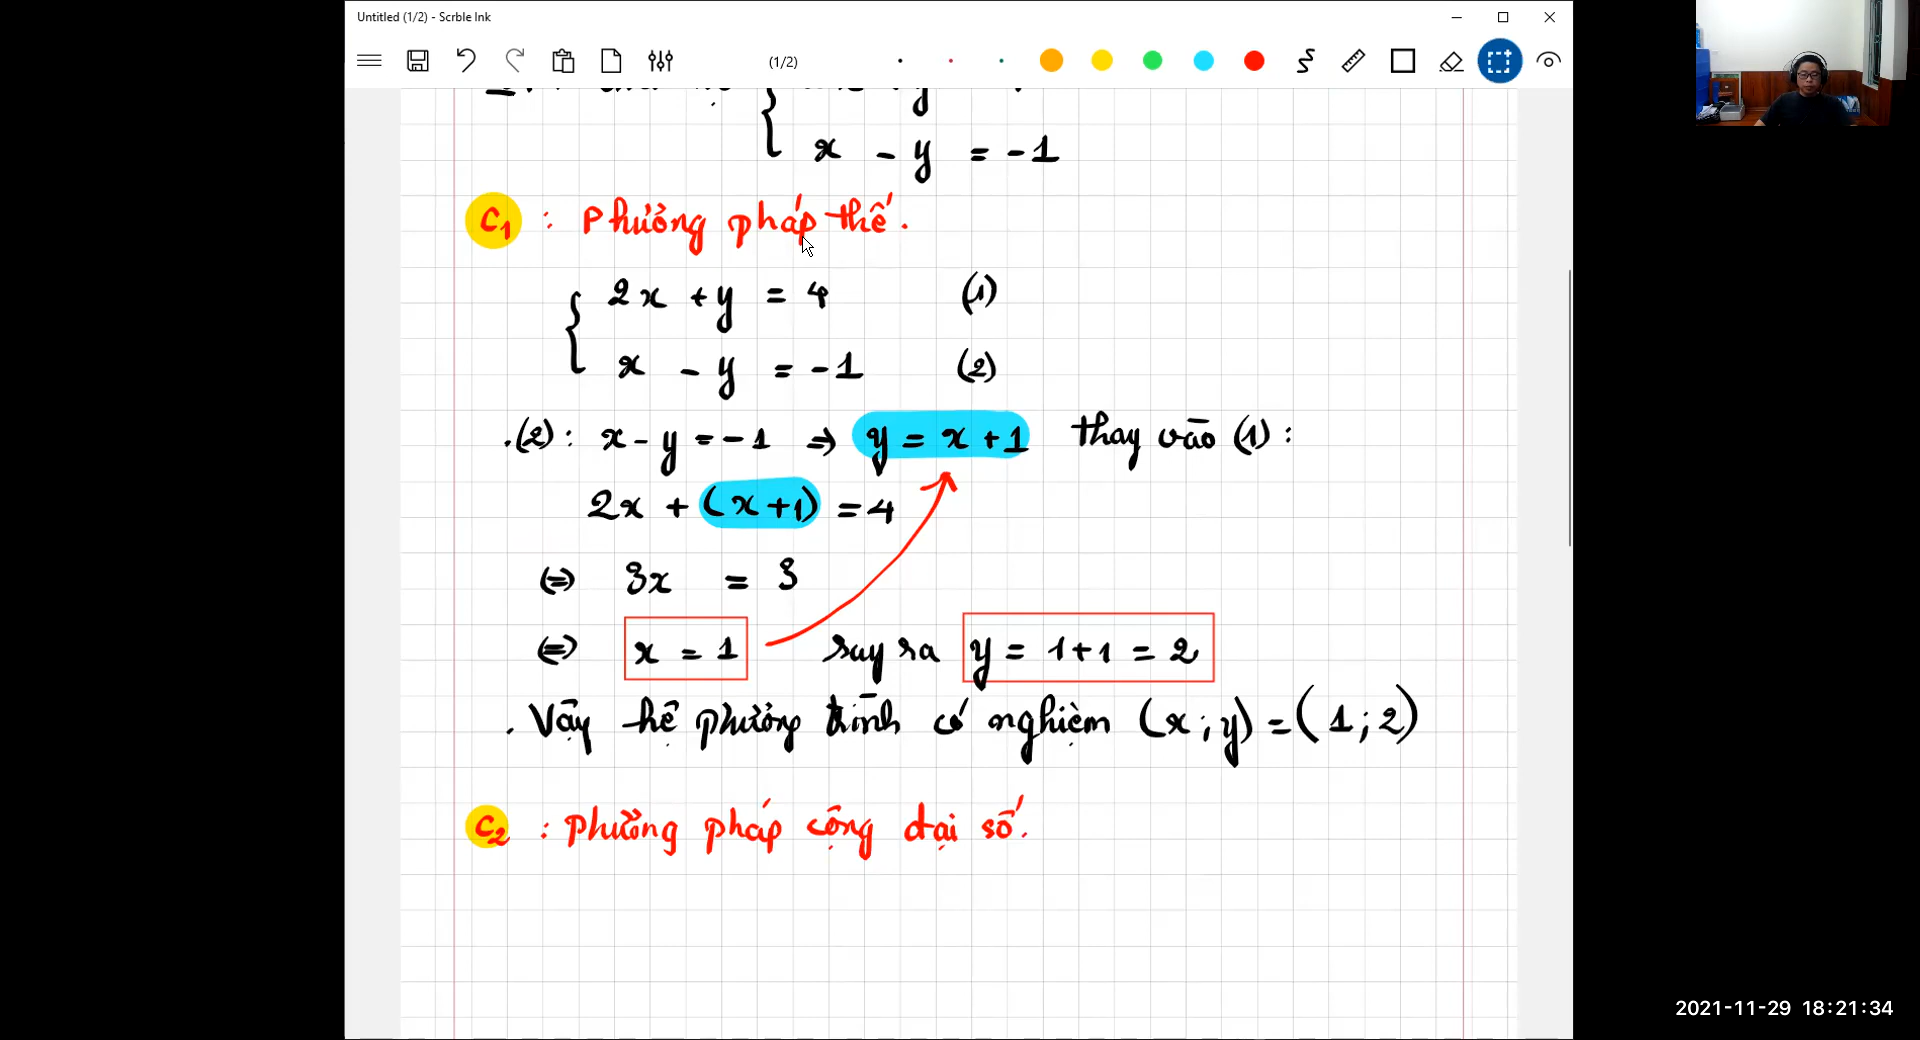 Untitled (1/2) - Scrble Ink
(1/2)
x - y = -1
C1 : Phương pháp thế.
2x + y = 4 (1)
x - y = -1 (2)
.(2): x - y = -1 ⇒ y = x + 1 thay vào (1) :
2x + (x+1) = 4
⇔ 3x = 3
⇔ x = 1 suy ra y = 1+1 = 2
. Vậy hệ phương trình có nghiệm (x ; y) = (1 ; 2)
C2 : Phương pháp cộng đại số.
2021-11-29 18:21:34